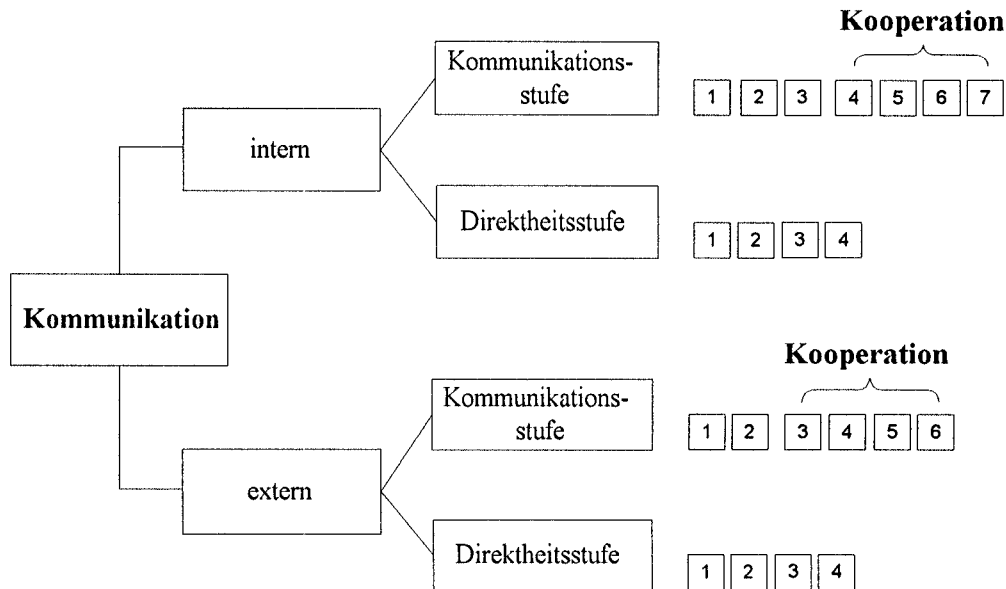 Kooperation
Kommunikations-
stufe
1 2 3 4 5 6 7
intern
Direktheitsstufe
1 2 3 4
Kommunikation
Kooperation
Kommunikations-
stufe
1 2 3 4 5 6
extern
Direktheitsstufe
1 2 3 4